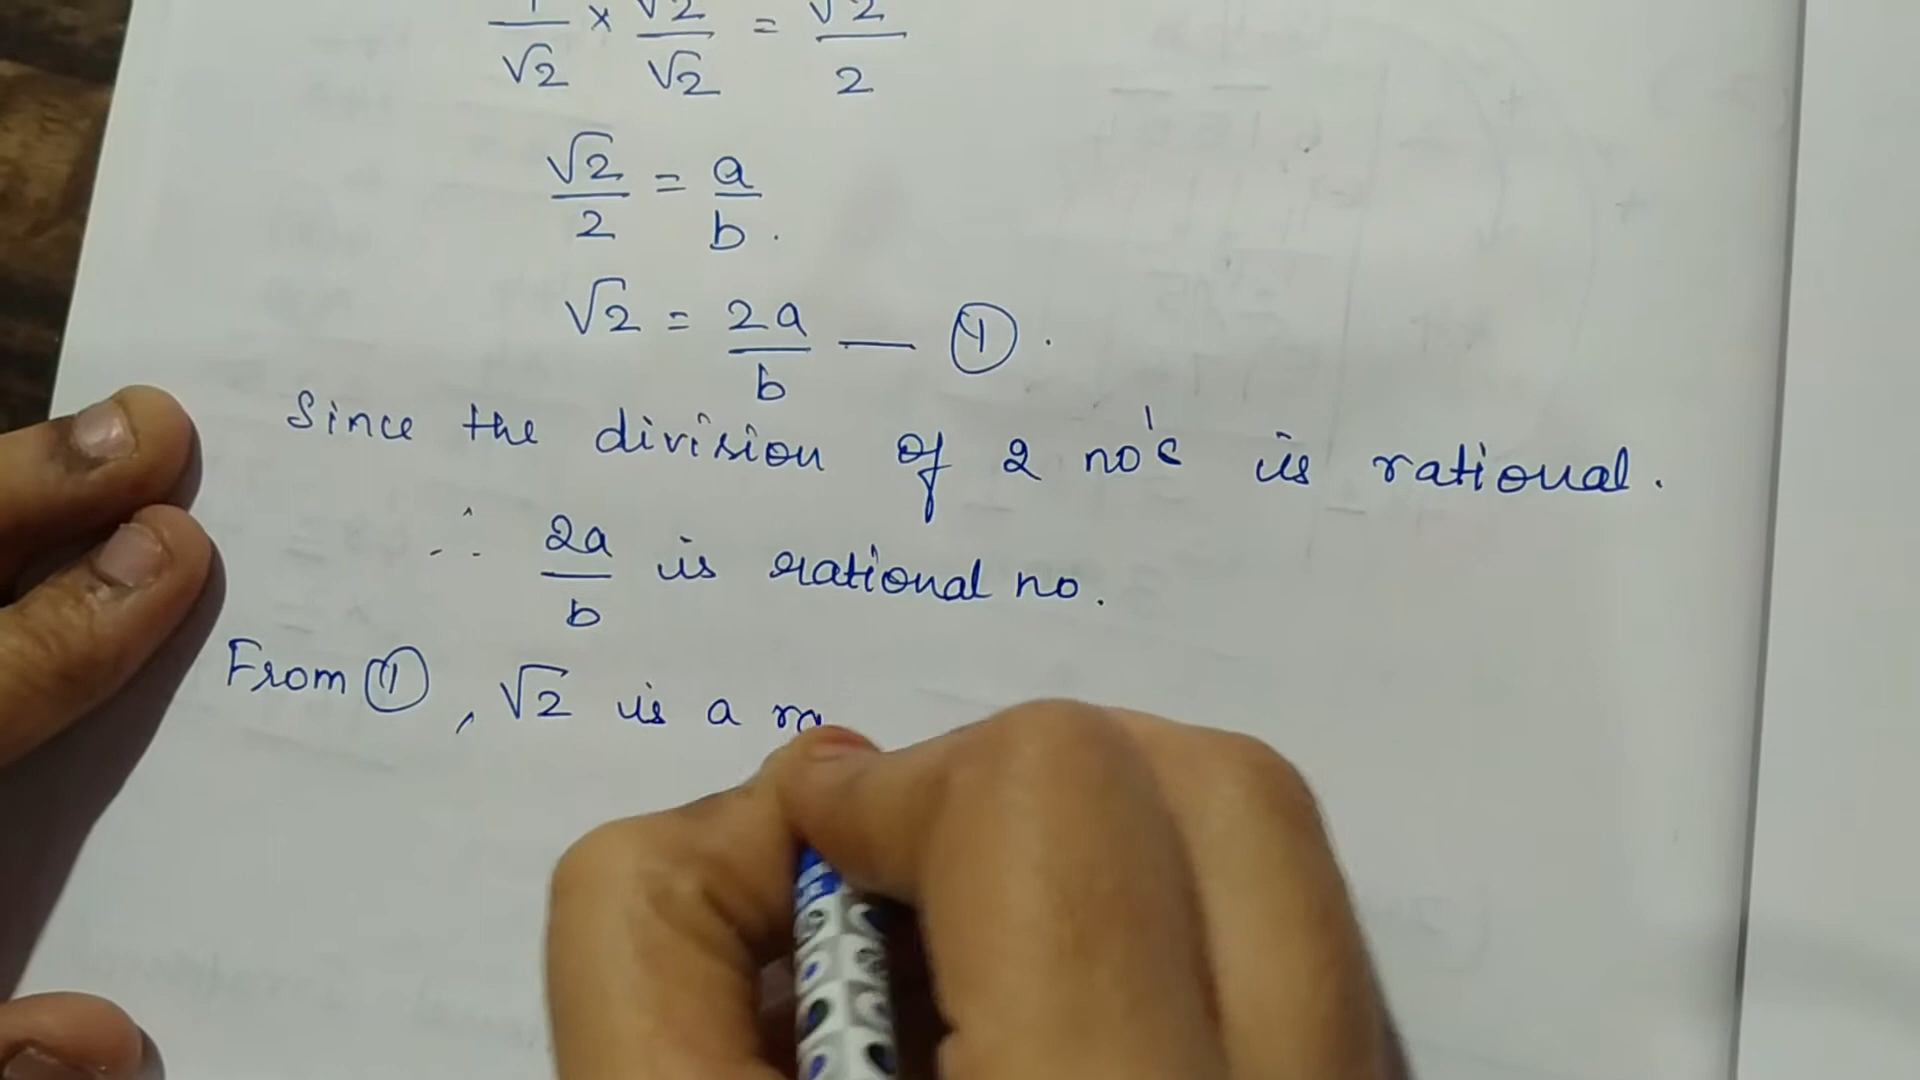 1/√2 × √2/√2 = √2/2
√2/2 = a/b.
√2 = 2a/b — ①.
Since the division of 2 no's is rational.
∴ 2a/b is rational no.
From ①, √2 is a ra